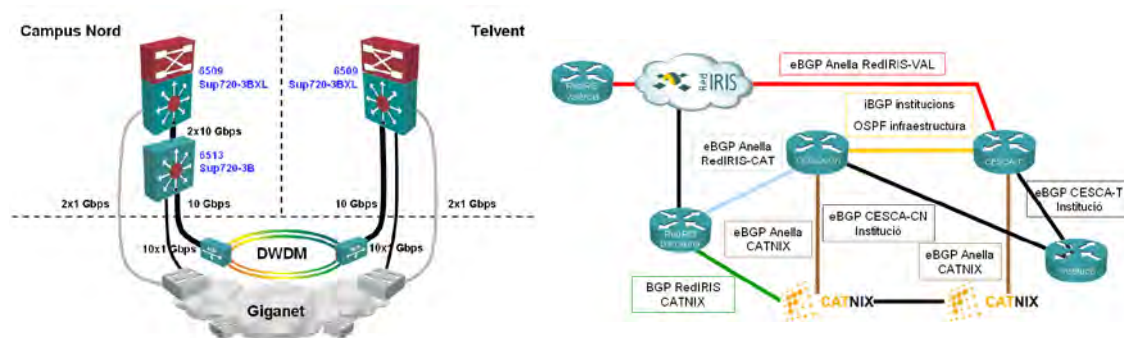 Campus Nord
Telvent
6509
Sup720-3BXL
6509
Sup720-3BXL
2x10 Gbps
6513
Sup720-3B
2x1 Gbps
10 Gbps
10 Gbps
2x1 Gbps
10x1 Gbps
DWDM
10x1 Gbps
Giganet
eBGP Anella RedIRIS-VAL
Red
IRIS
iBGP institucions
OSPF infraestructura
eBGP Anella
RedIRIS-CAT
CESCA-T
eBGP CESCA-T
Institució
eBGP CESCA-CN
Institució
eBGP Anella
CATNIX
eBGP Anella
CATNIX
BGP RedIRIS
CATNIX
CATNIX
CATNIX